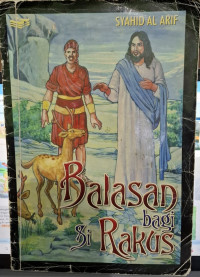 SYAHID AL ARIF
Balasan
bagi
Si Rakus